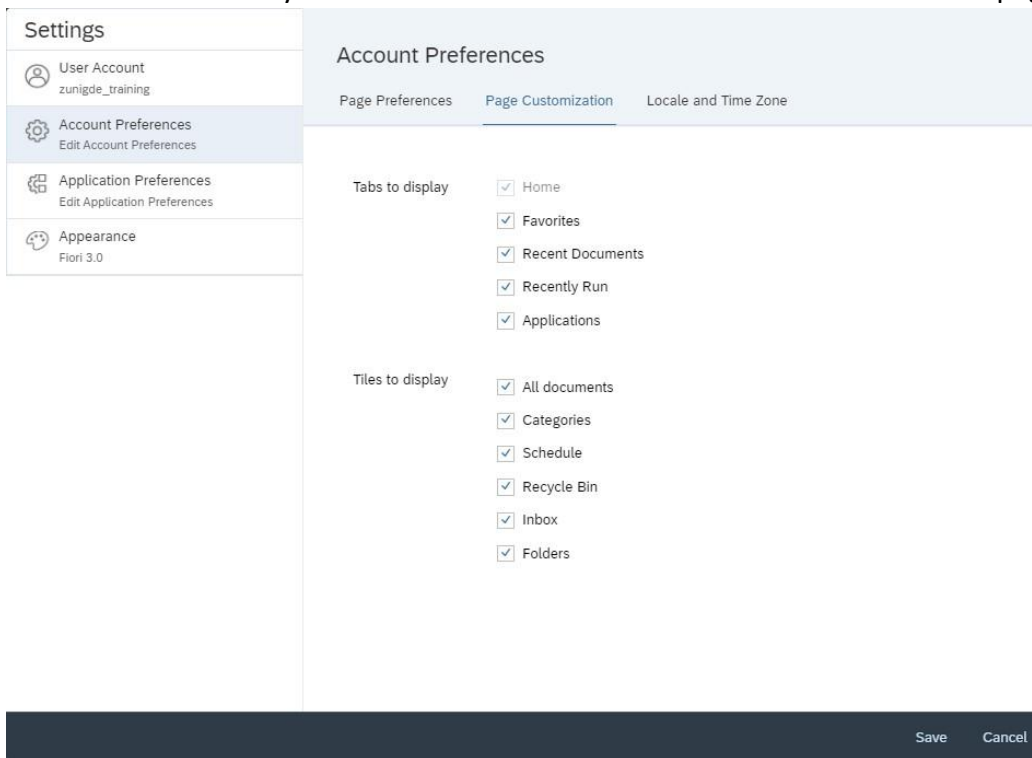 Settings
User Account
zunigde_training
Account Preferences
Edit Account Preferences
Application Preferences
Edit Application Preferences
Appearance
Fiori 3.0
Account Preferences
Page Preferences Page Customization Locale and Time Zone
Tabs to display
Home
Favorites
Recent Documents
Recently Run
Applications
Tiles to display
All documents
Categories
Schedule
Recycle Bin
Inbox
Folders
Save Cancel